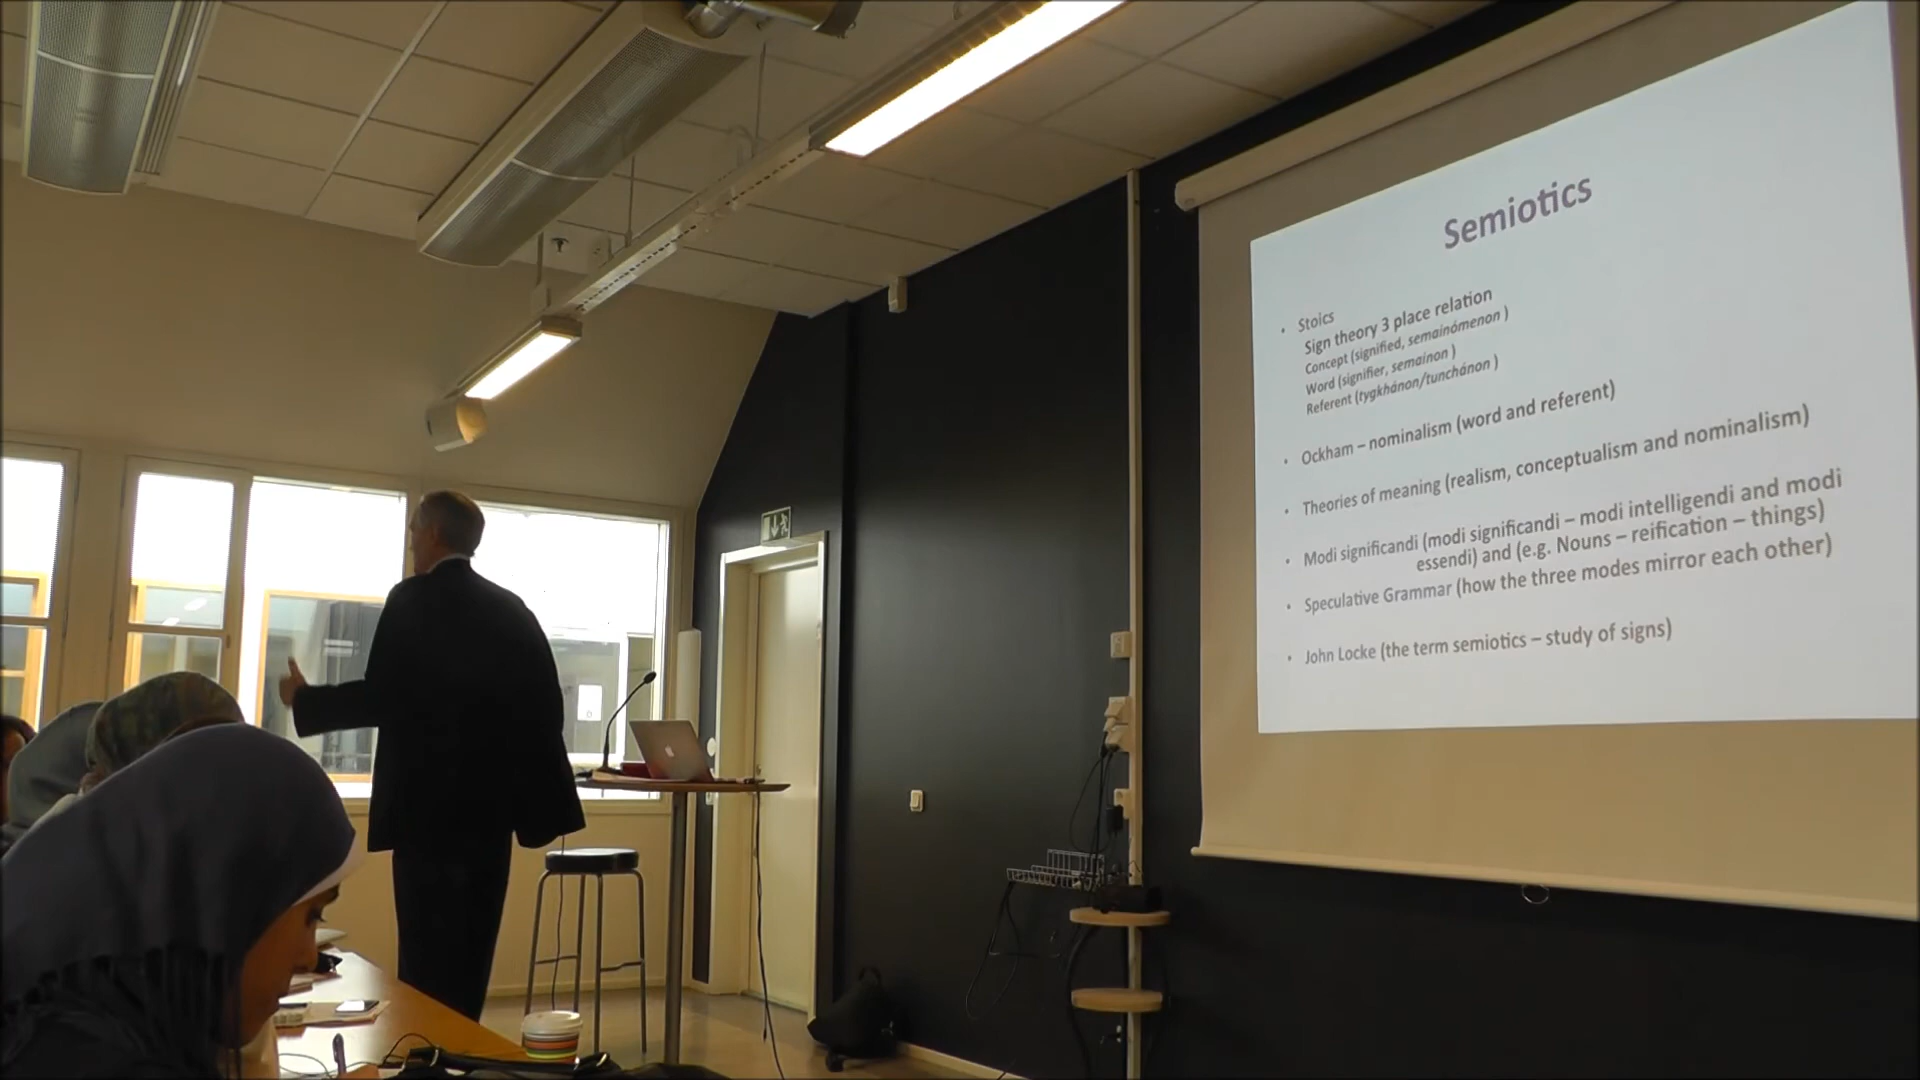 Semiotics
• Stoics
Sign theory 3 place relation
Concept (signified, semainómenon )
Word (signifier, semainon )
Referent (tygkhánon/tunchánon )
• Ockham – nominalism (word and referent)
• Theories of meaning (realism, conceptualism and nominalism)
• Modi significandi (modi significandi – modi intelligendi and modi
essendi) and (e.g. Nouns – reification – things)
• Speculative Grammar (how the three modes mirror each other)
• John Locke (the term semiotics – study of signs)